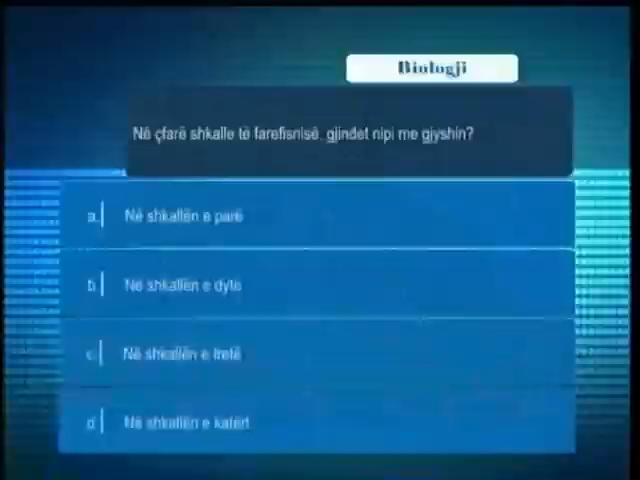 Biologji
Në çfarë shkalle të farefisnisë, gjindet nipi me gjyshin?
a. Në shkallën e parë
b Në shkallën e dytë
c. Në shkallën e tretë
d Në shkallën e katërt